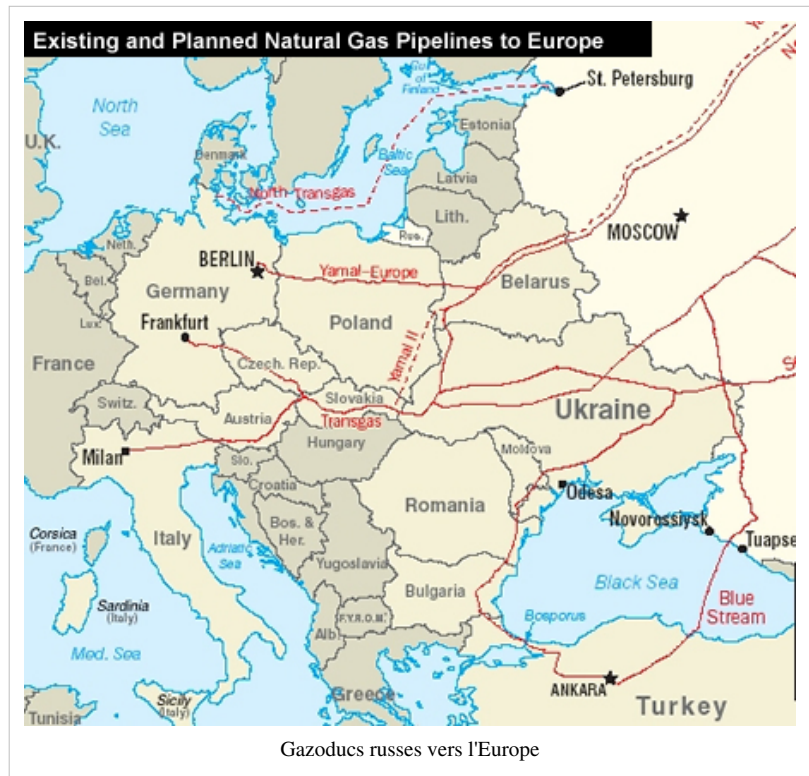 Existing and Planned Natural Gas Pipelines to Europe
North
Sea
Gulf
of
Finland
St. Petersburg
Estonia
U.K.
Denmark
Baltic
Sea
Latvia
North Transgas
Lith.
Rus.
MOSCOW
Neth.
BERLIN
Yamal-Europe
Belarus
Bel.
Germany
Poland
Lux.
Frankfurt
Yamal II
France
Czech. Rep.
Slovakia
Switz.
Austria
Transgas
Ukraine
Hungary
Moldova
Milan
Slo.
Croatia
Odesa
Romania
Novorossiysk
Corsica
(France)
Italy
Bos. &
Her.
Tuapse
Adriatic
Sea
Yugoslavia
Black Sea
Sardinia
(Italy)
Bulgaria
Blue
Stream
F.Y.R.O.M.
Bosporus
Alb.
Med. Sea
Sicily
(Italy)
Greece
ANKARA
Turkey
Tunisia
Gazoducs russes vers l'Europe